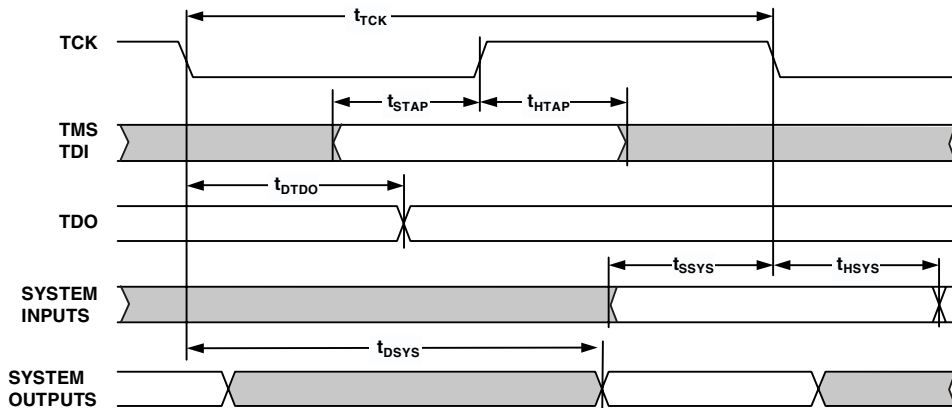 tTCK
TCK
tSTAP
tHTAP
TMS
TDI
tDTDO
TDO
tSSYS
tHSYS
SYSTEM
INPUTS
tDSYS
SYSTEM
OUTPUTS